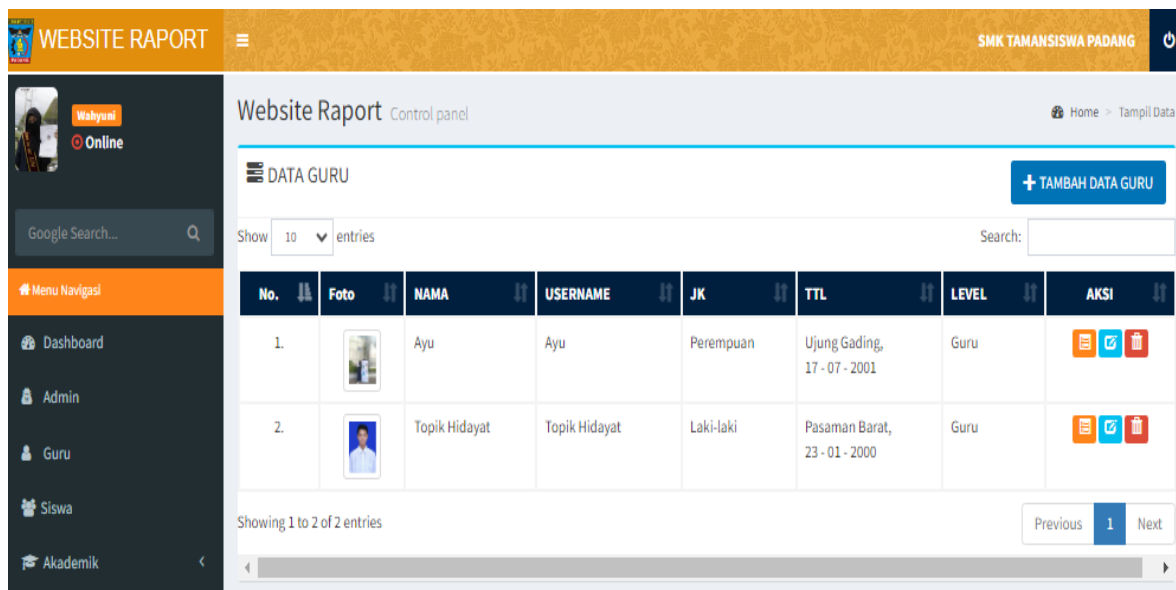 WEBSITE RAPORT
SMK TAMANSISWA PADANG
Wahyuni
Online
Website Raport Control panel
Home > Tampil Data
DATA GURU
TAMBAH DATA GURU
Google Search...
Show 10 entries
Search:
Menu Navigasi
No. Foto NAMA USERNAME JK TTL LEVEL AKSI
Dashboard
1. Ayu Ayu Perempuan Ujung Gading, Guru
17 - 07 - 2001
Admin
2. Topik Hidayat Topik Hidayat Laki-laki Pasaman Barat, Guru
23 - 01 - 2000
Guru
Siswa
Showing 1 to 2 of 2 entries
Previous 1 Next
Akademik